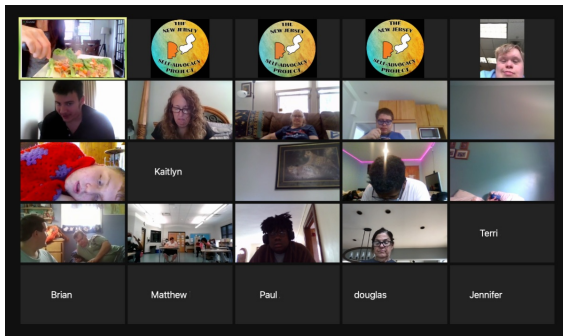 THE
NEW JERSEY
SELF-ADVOCACY
PROJECT
THE
NEW JERSEY
SELF-ADVOCACY
PROJECT
THE
NEW JERSEY
SELF-ADVOCACY
PROJECT
Kaitlyn
Terri
Brian
Matthew
Paul
douglas
Jennifer